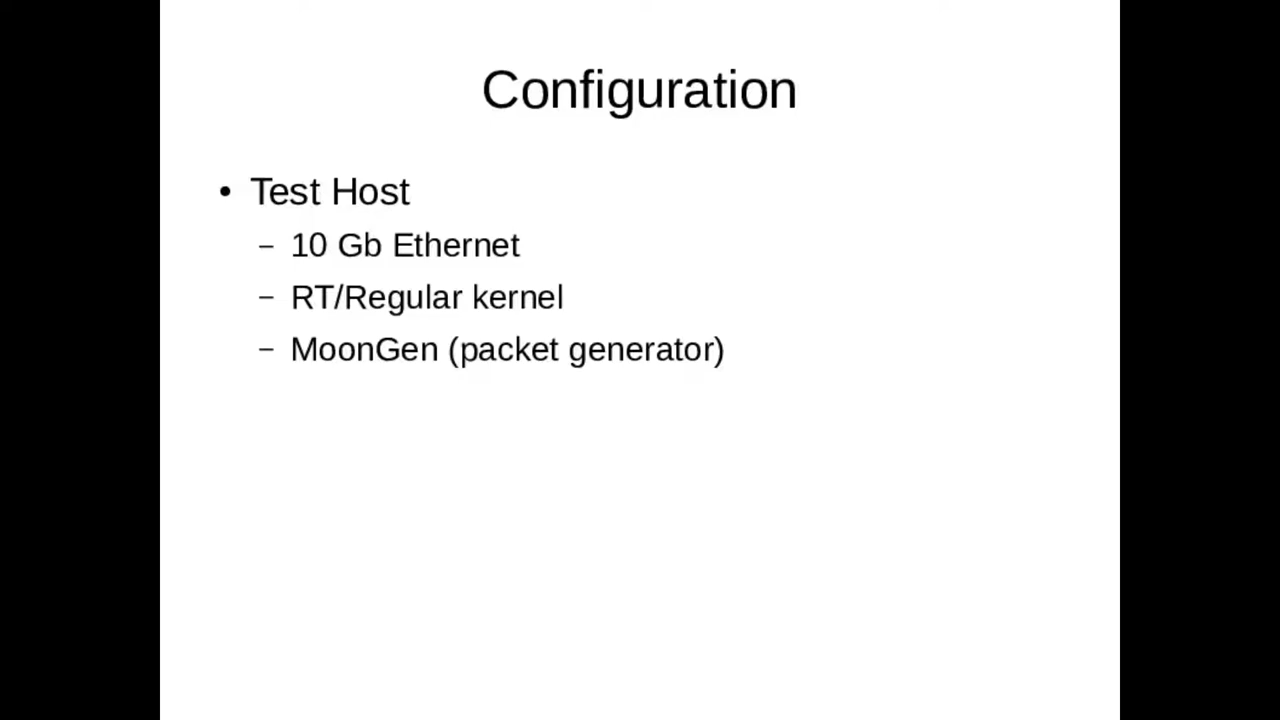 Configuration
• Test Host
– 10 Gb Ethernet
– RT/Regular kernel
– MoonGen (packet generator)